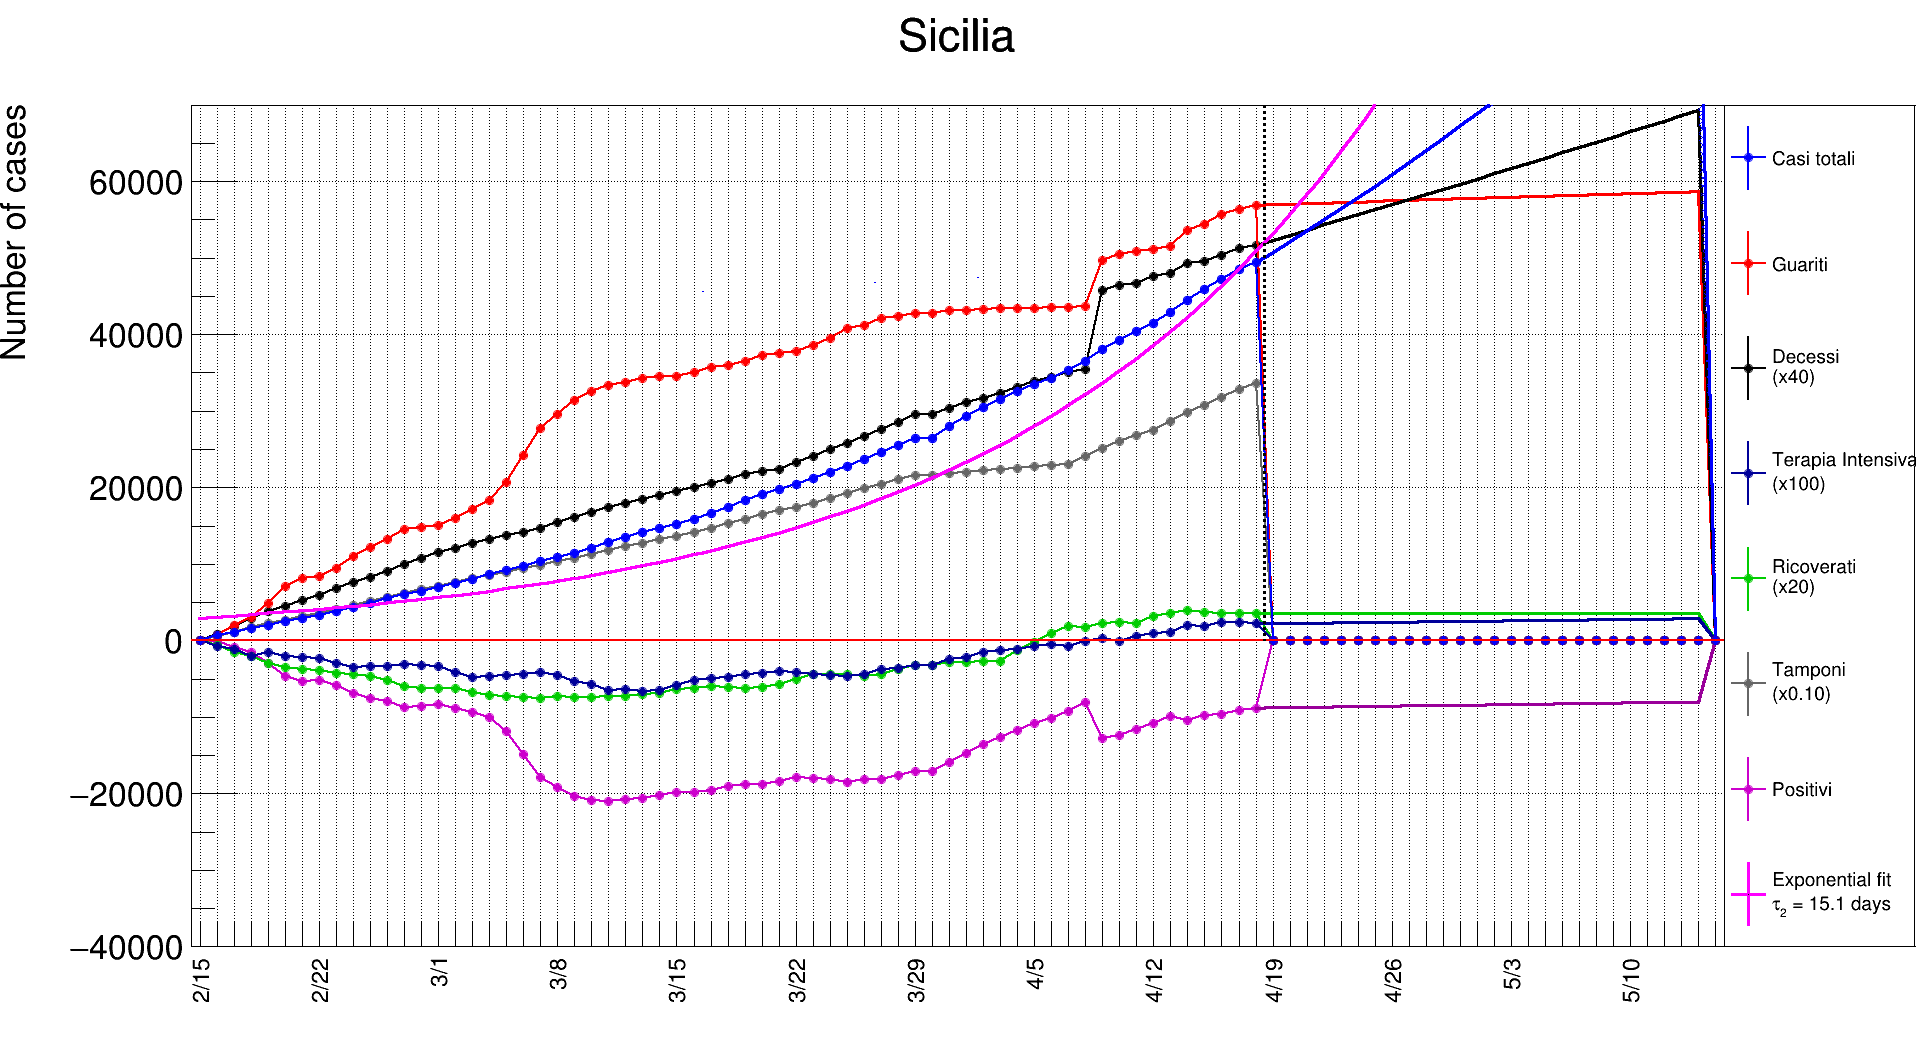 Sicilia
Number of cases
60000
40000
20000
0
−20000
−40000
2/15
2/22
3/1
3/8
3/15
3/22
3/29
4/5
4/12
4/19
4/26
5/3
5/10
Casi totali
Guariti
Decessi
(x40)
Terapia Intensiva
(x100)
Ricoverati
(x20)
Tamponi
(x0.10)
Positivi
Exponential fit
τ2 = 15.1 days